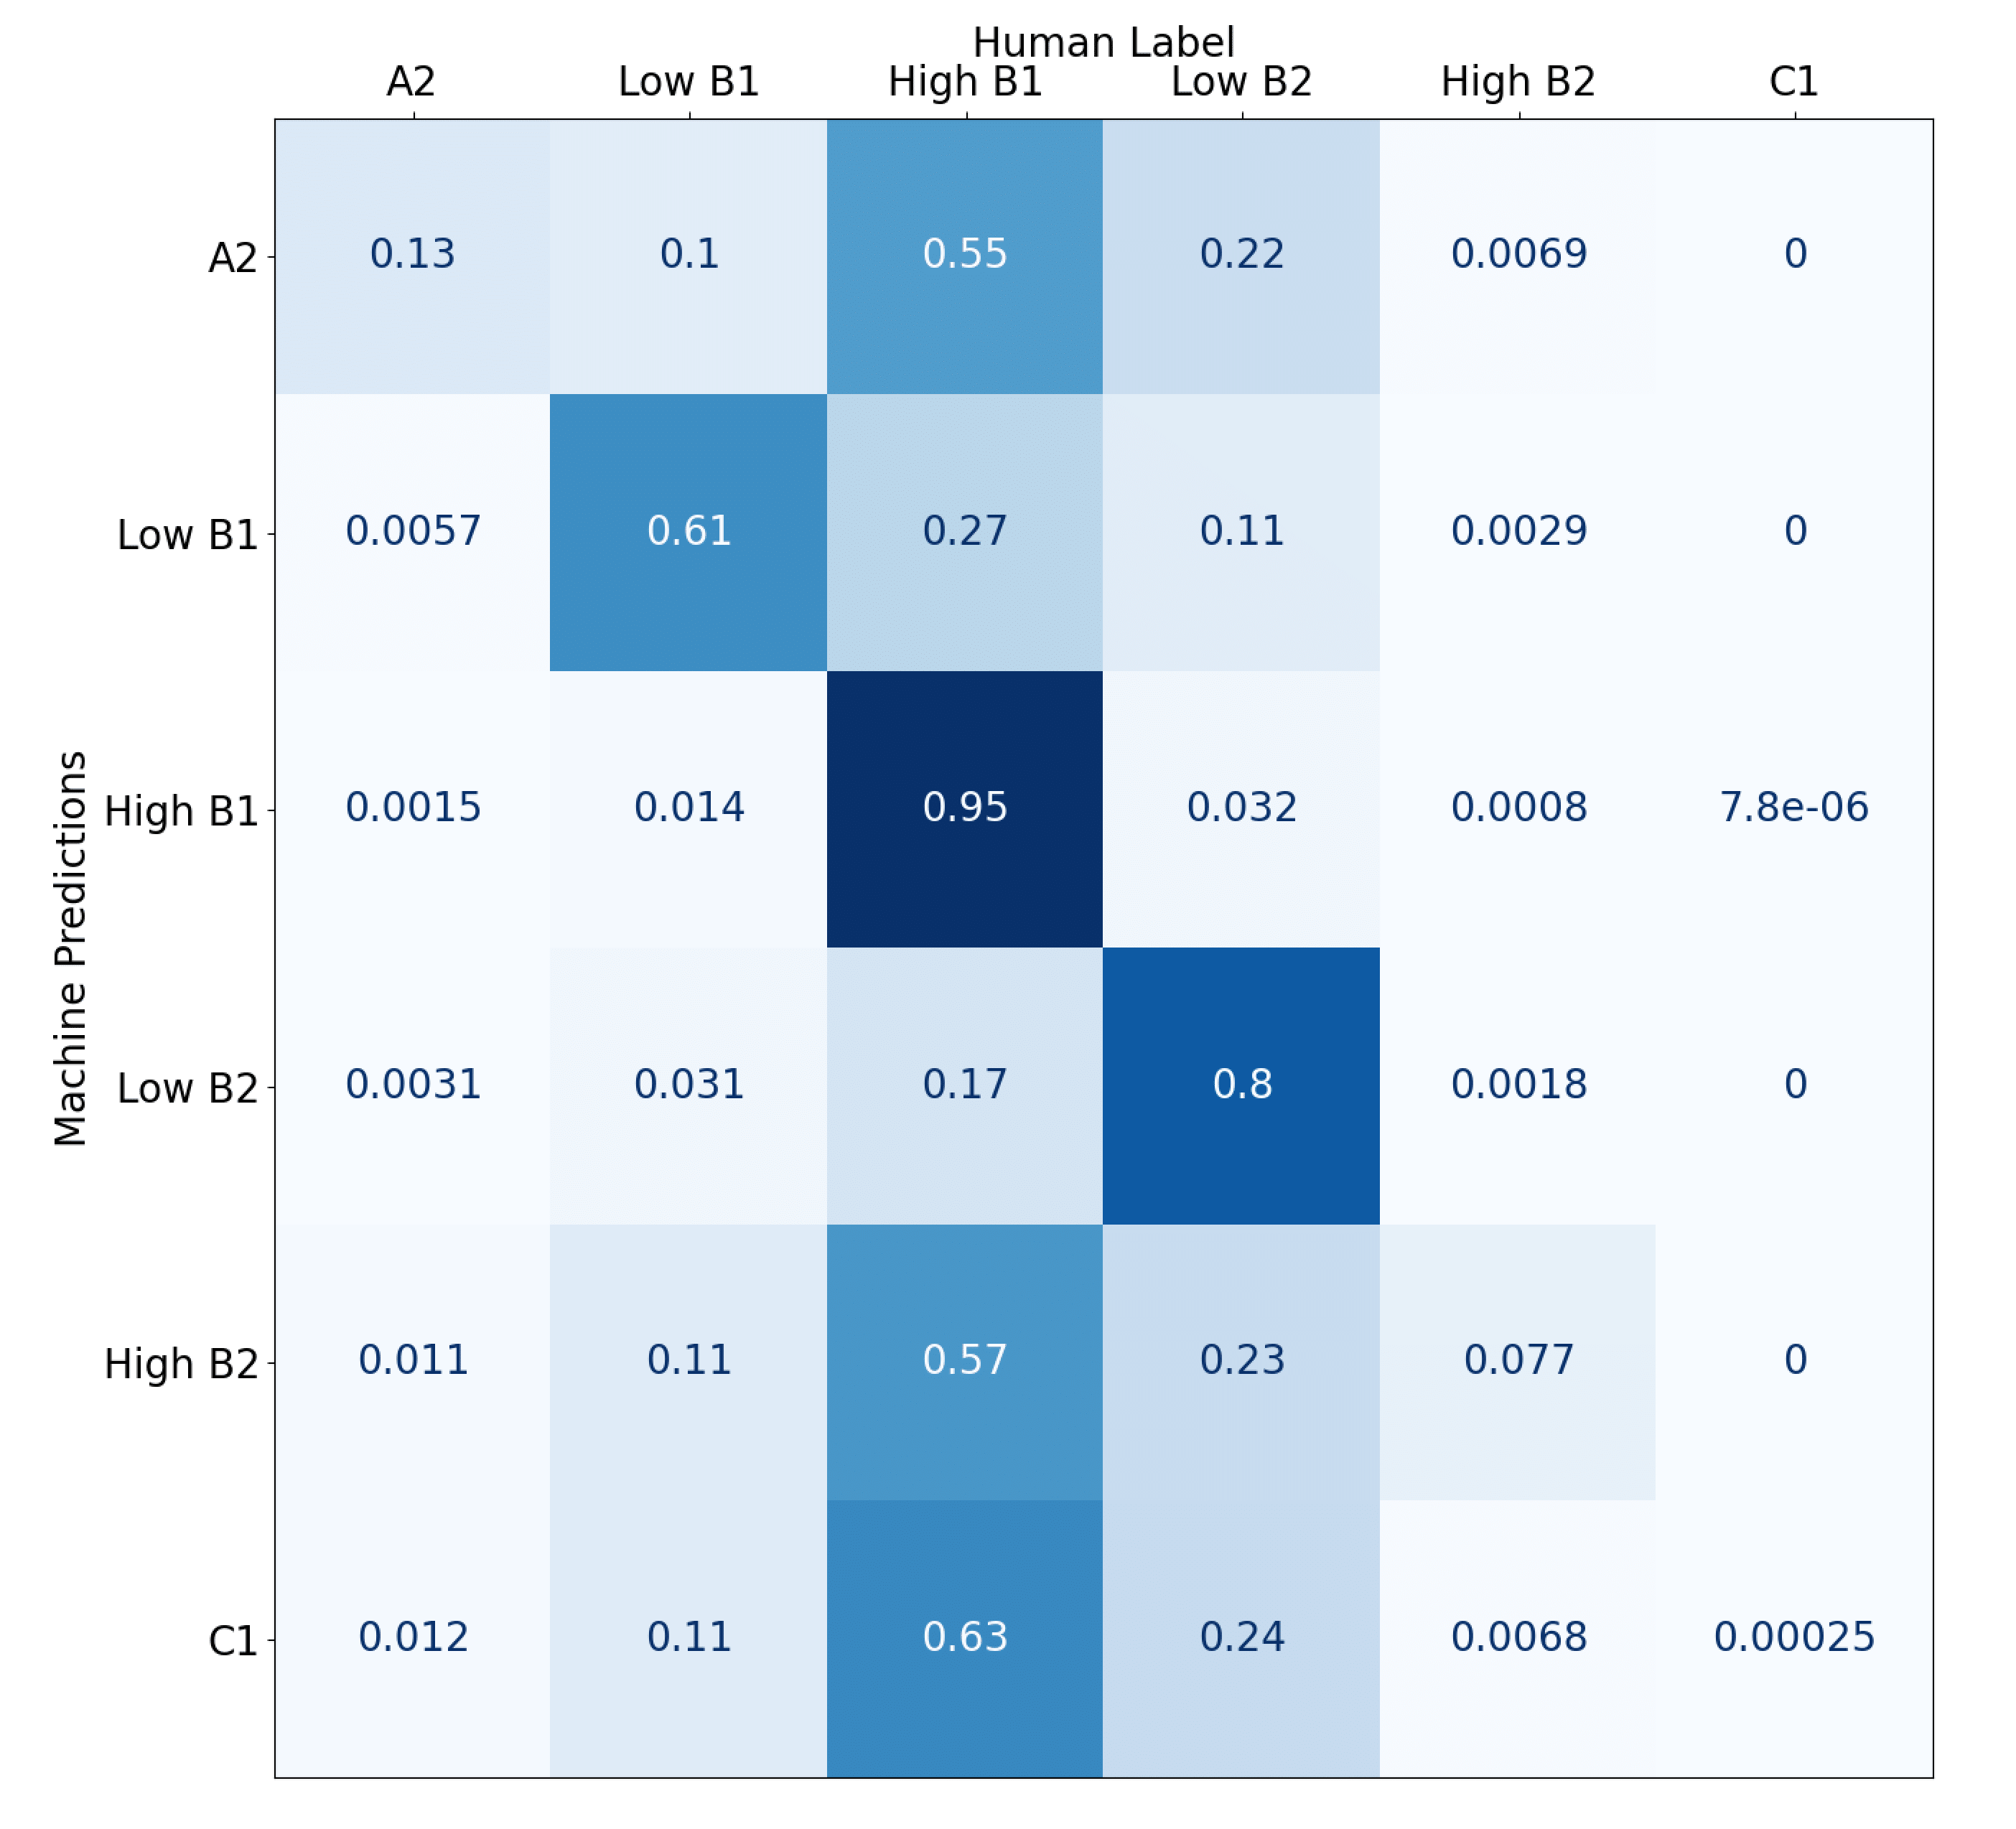 Human Label
A2 Low B1 High B1 Low B2 High B2 C1
A2 0.13 0.1 0.55 0.22 0.0069 0
Low B1 0.0057 0.61 0.27 0.11 0.0029 0
Machine Predictions
High B1 0.0015 0.014 0.95 0.032 0.0008 7.8e-06
Low B2 0.0031 0.031 0.17 0.8 0.0018 0
High B2 0.011 0.11 0.57 0.23 0.077 0
C1 0.012 0.11 0.63 0.24 0.0068 0.00025